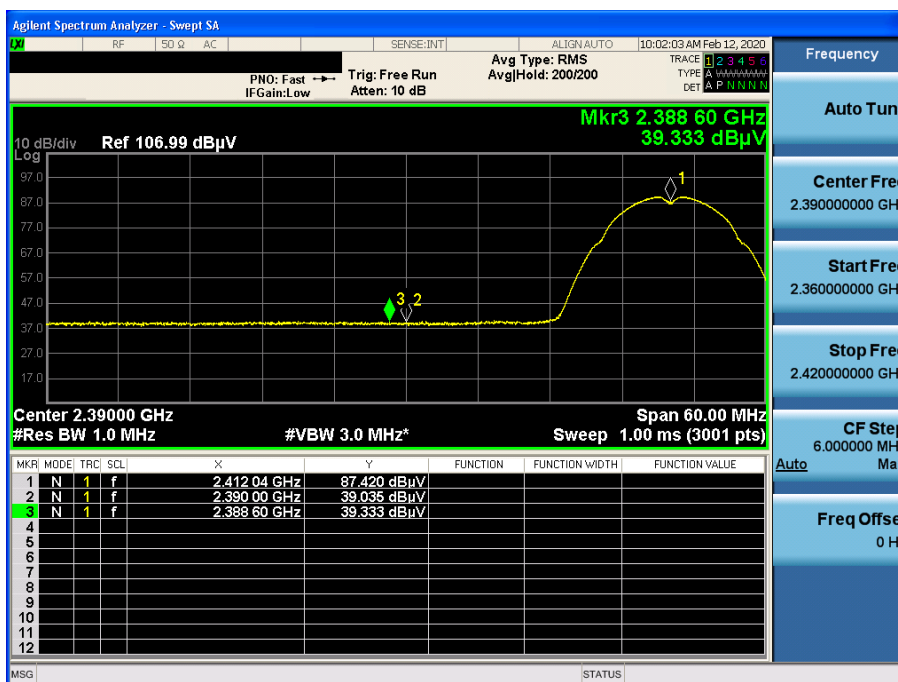 Agilent Spectrum Analyzer - Swept SA
LXI RF 50 Ω AC SENSE:INT ALIGN AUTO 10:02:03 AM Feb 12, 2020
PNO: Fast Trig: Free Run Avg Type: RMS TRACE 1 2 3 4 5 6
IFGain:Low Atten: 10 dB Avg|Hold: 200/200 TYPE A WWWWW
DET A P N N N N
Mkr3 2.388 60 GHz
39.333 dBµV
10 dB/div Ref 106.99 dBµV
Log
97.0
87.0
77.0
67.0
57.0
47.0
37.0
27.0
17.0
1
3 2
Center 2.39000 GHz Span 60.00 MHz
#Res BW 1.0 MHz #VBW 3.0 MHz* Sweep 1.00 ms (3001 pts)
MKR MODE TRC SCL X Y FUNCTION FUNCTION WIDTH FUNCTION VALUE
1 N 1 f 2.412 04 GHz 87.420 dBµV
2 N 1 f 2.390 00 GHz 39.035 dBµV
3 N 1 f 2.388 60 GHz 39.333 dBµV
4
5
6
7
8
9
10
11
12
MSG STATUS
Frequency
Auto Tun
Center Fre
2.390000000 GH
Start Fre
2.360000000 GH
Stop Fre
2.420000000 GH
CF Step
6.000000 MH
Auto Ma
Freq Offse
0 H